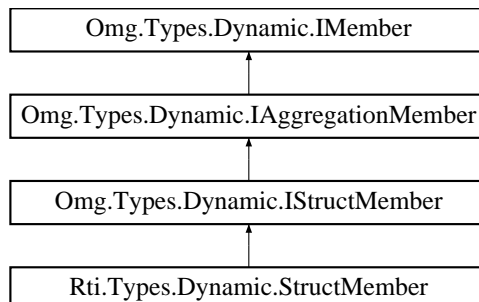 Omg.Types.Dynamic.IMember
Omg.Types.Dynamic.IAggregationMember
Omg.Types.Dynamic.IStructMember
Rti.Types.Dynamic.StructMember